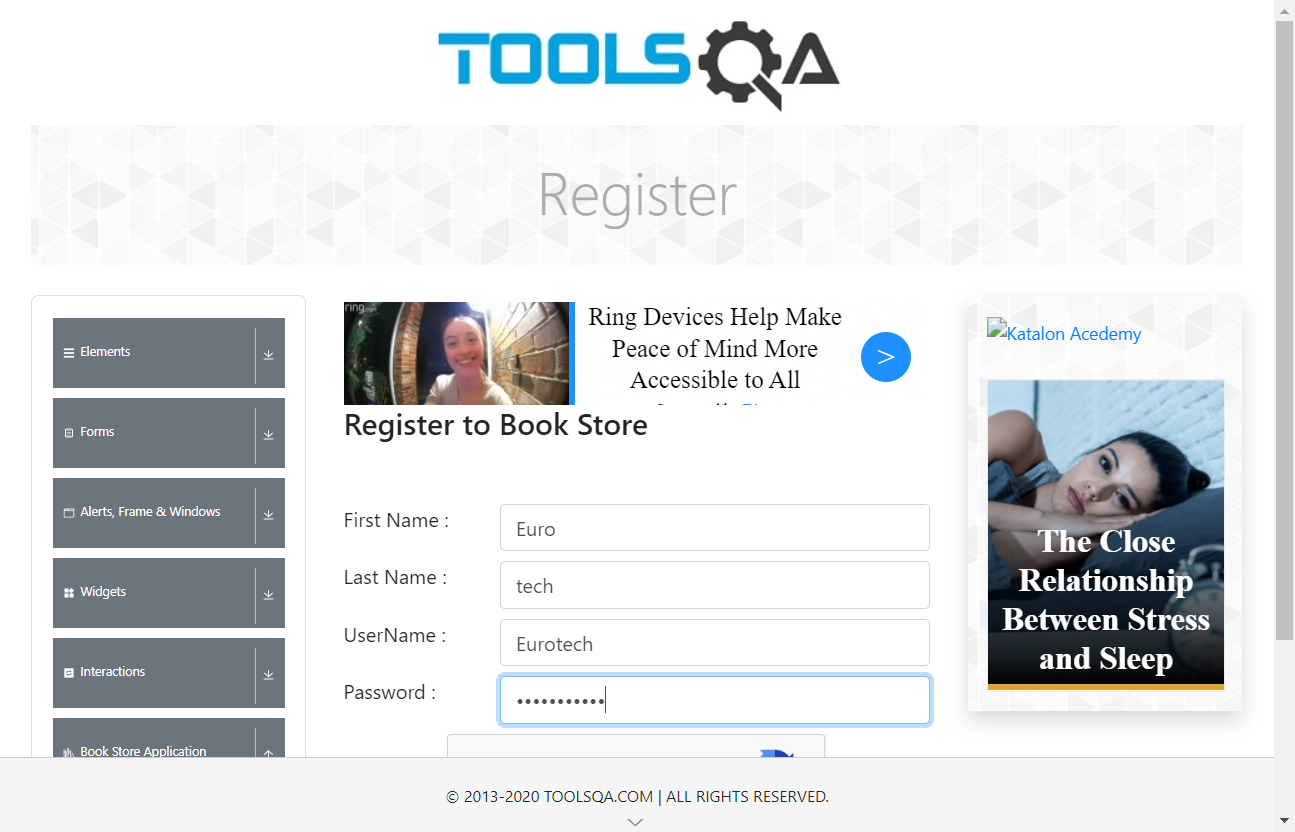 TOOLSQA
Register
Elements
Forms
Alerts, Frame & Windows
Widgets
Interactions
Book Store Application
ring
Ring Devices Help Make
Peace of Mind More
Accessible to All
>
Register to Book Store
First Name :
Euro
Last Name :
tech
UserName :
Eurotech
Password :
•••••••••••
Katalon Acedemy
The Close
Relationship
Between Stress
and Sleep
© 2013-2020 TOOLSQA.COM | ALL RIGHTS RESERVED.